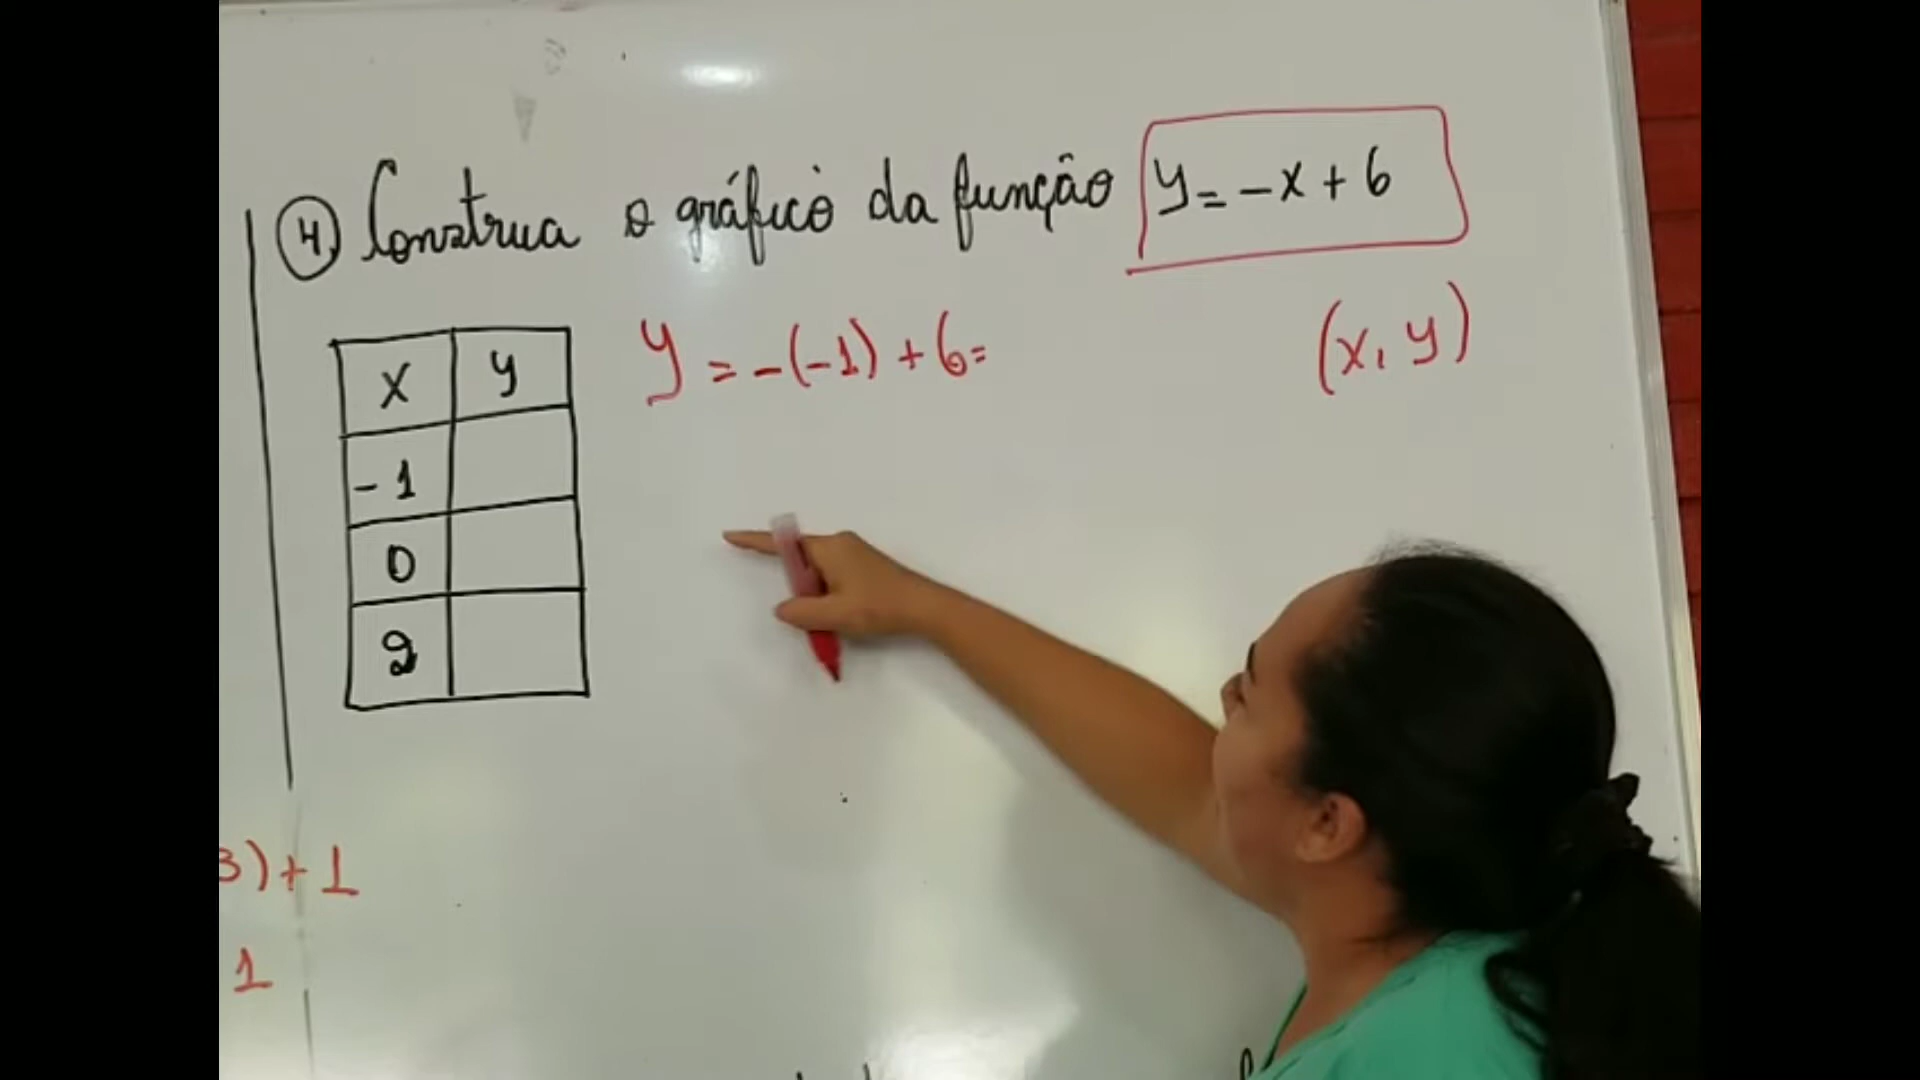 4. Construa o gráfico da função y = -x + 6
x y
-1
0
2
y = -(-1) + 6 =
(x, y)
3) + 1
1